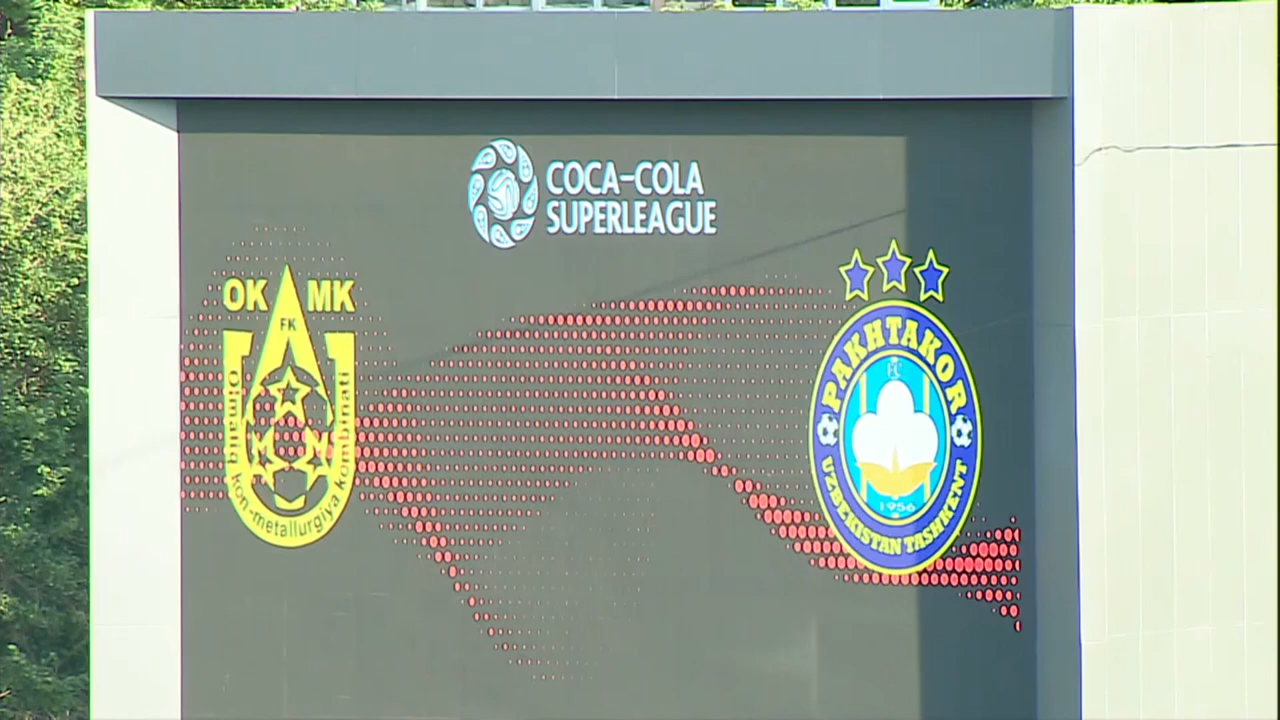 COCA-COLA
SUPERLEAGUE
OK MK
FK
Olmaliq
kon-metallurgiya kombinati
PAKHTAKOR
FC
1956
UZBEKISTAN TASHKENT